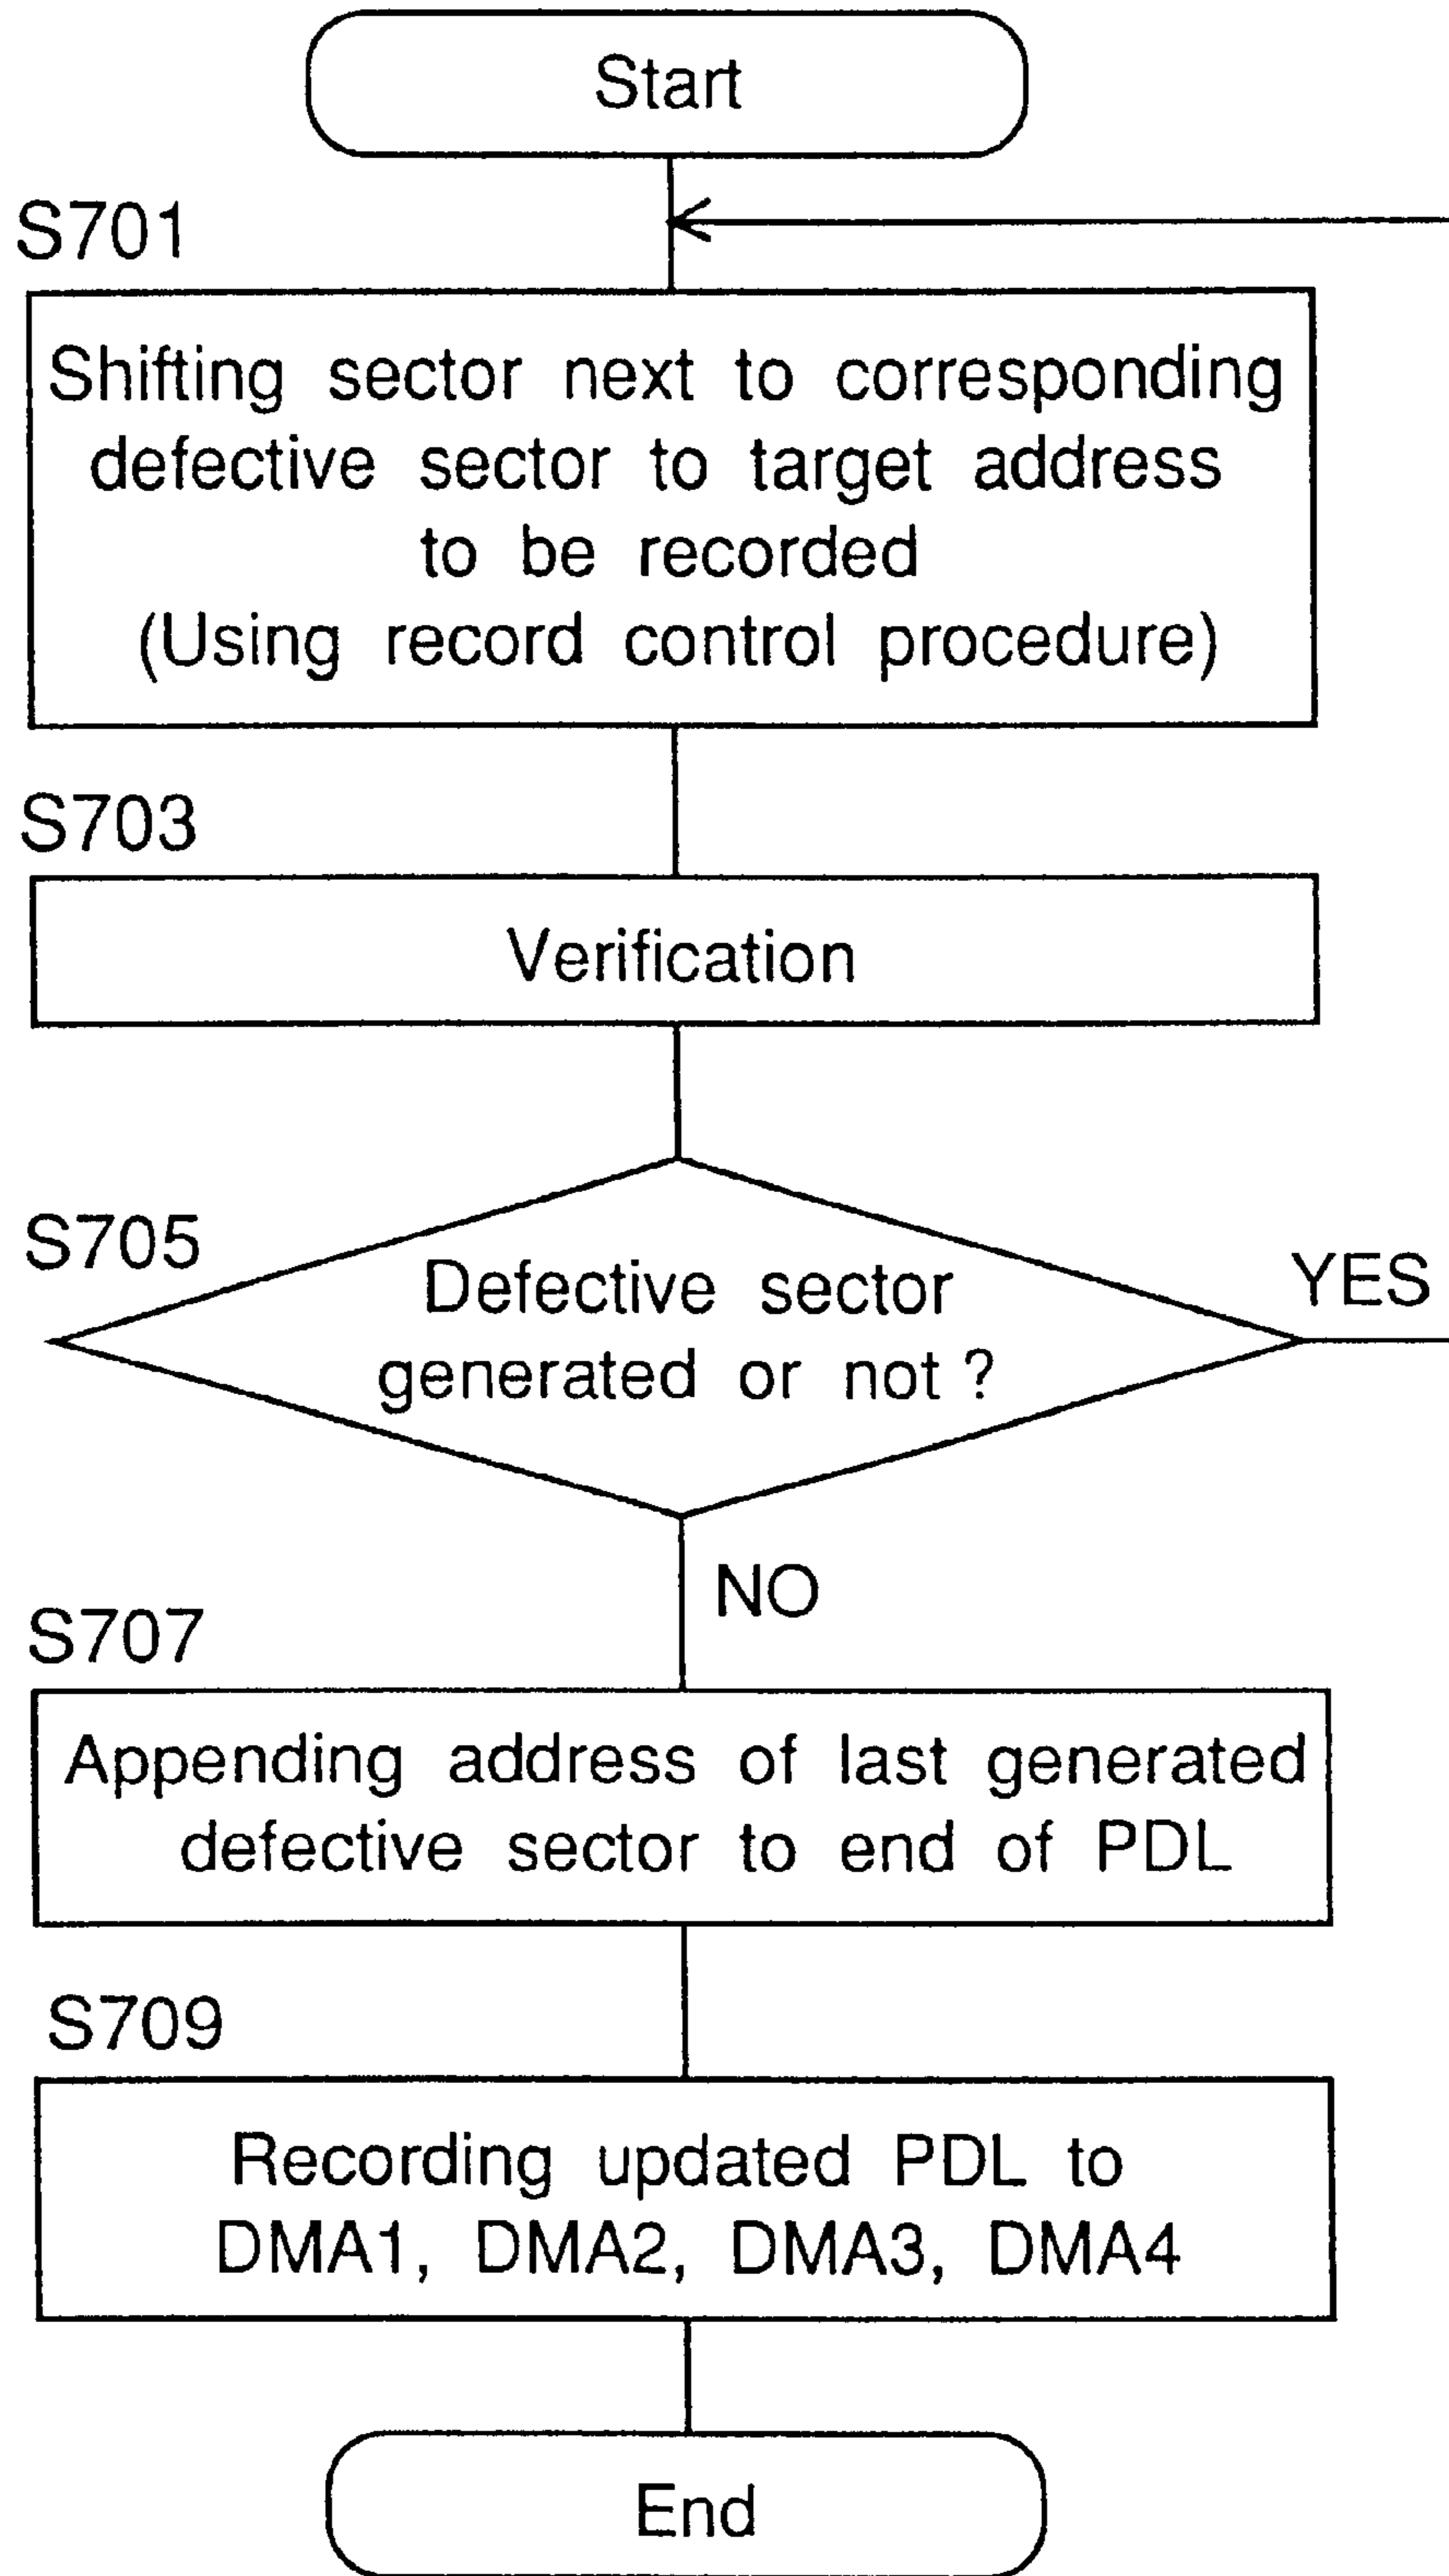 Start
S701
Shifting sector next to corresponding
defective sector to target address
to be recorded
(Using record control procedure)
S703
Verification
S705
Defective sector
generated or not ?
YES
NO
S707
Appending address of last generated
defective sector to end of PDL
S709
Recording updated PDL to
DMA1, DMA2, DMA3, DMA4
End